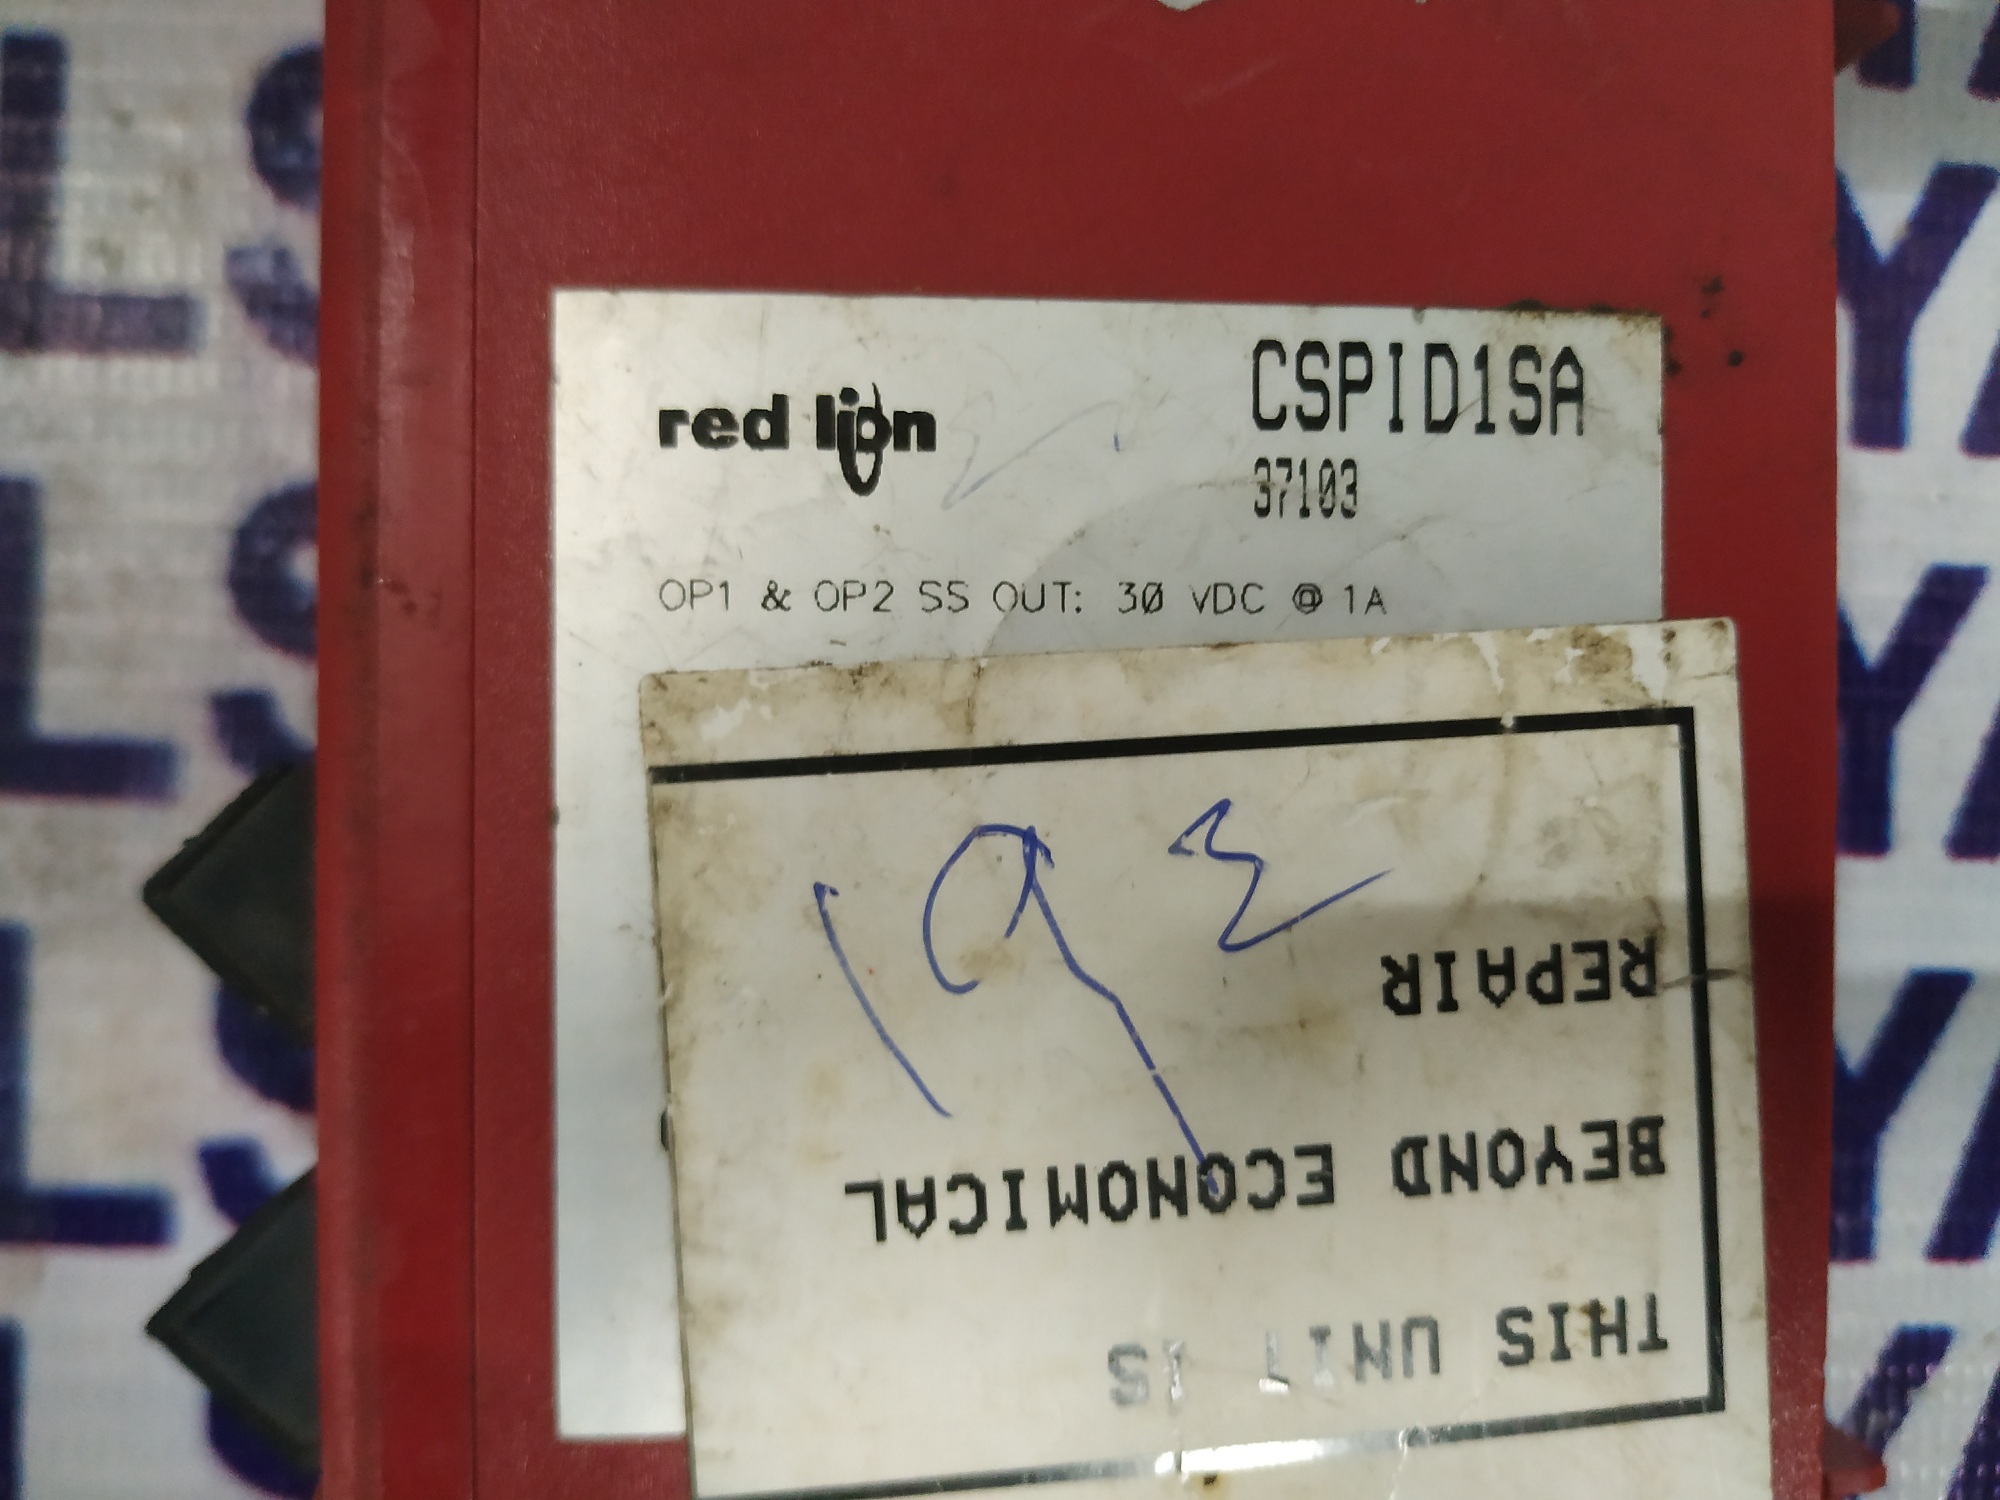 red lion
CSPID1SA
37103
OP1 & OP2 SS OUT: 30 VDC @ 1A
THIS UNIT IS
BEYOND ECONOMICAL
REPAIR